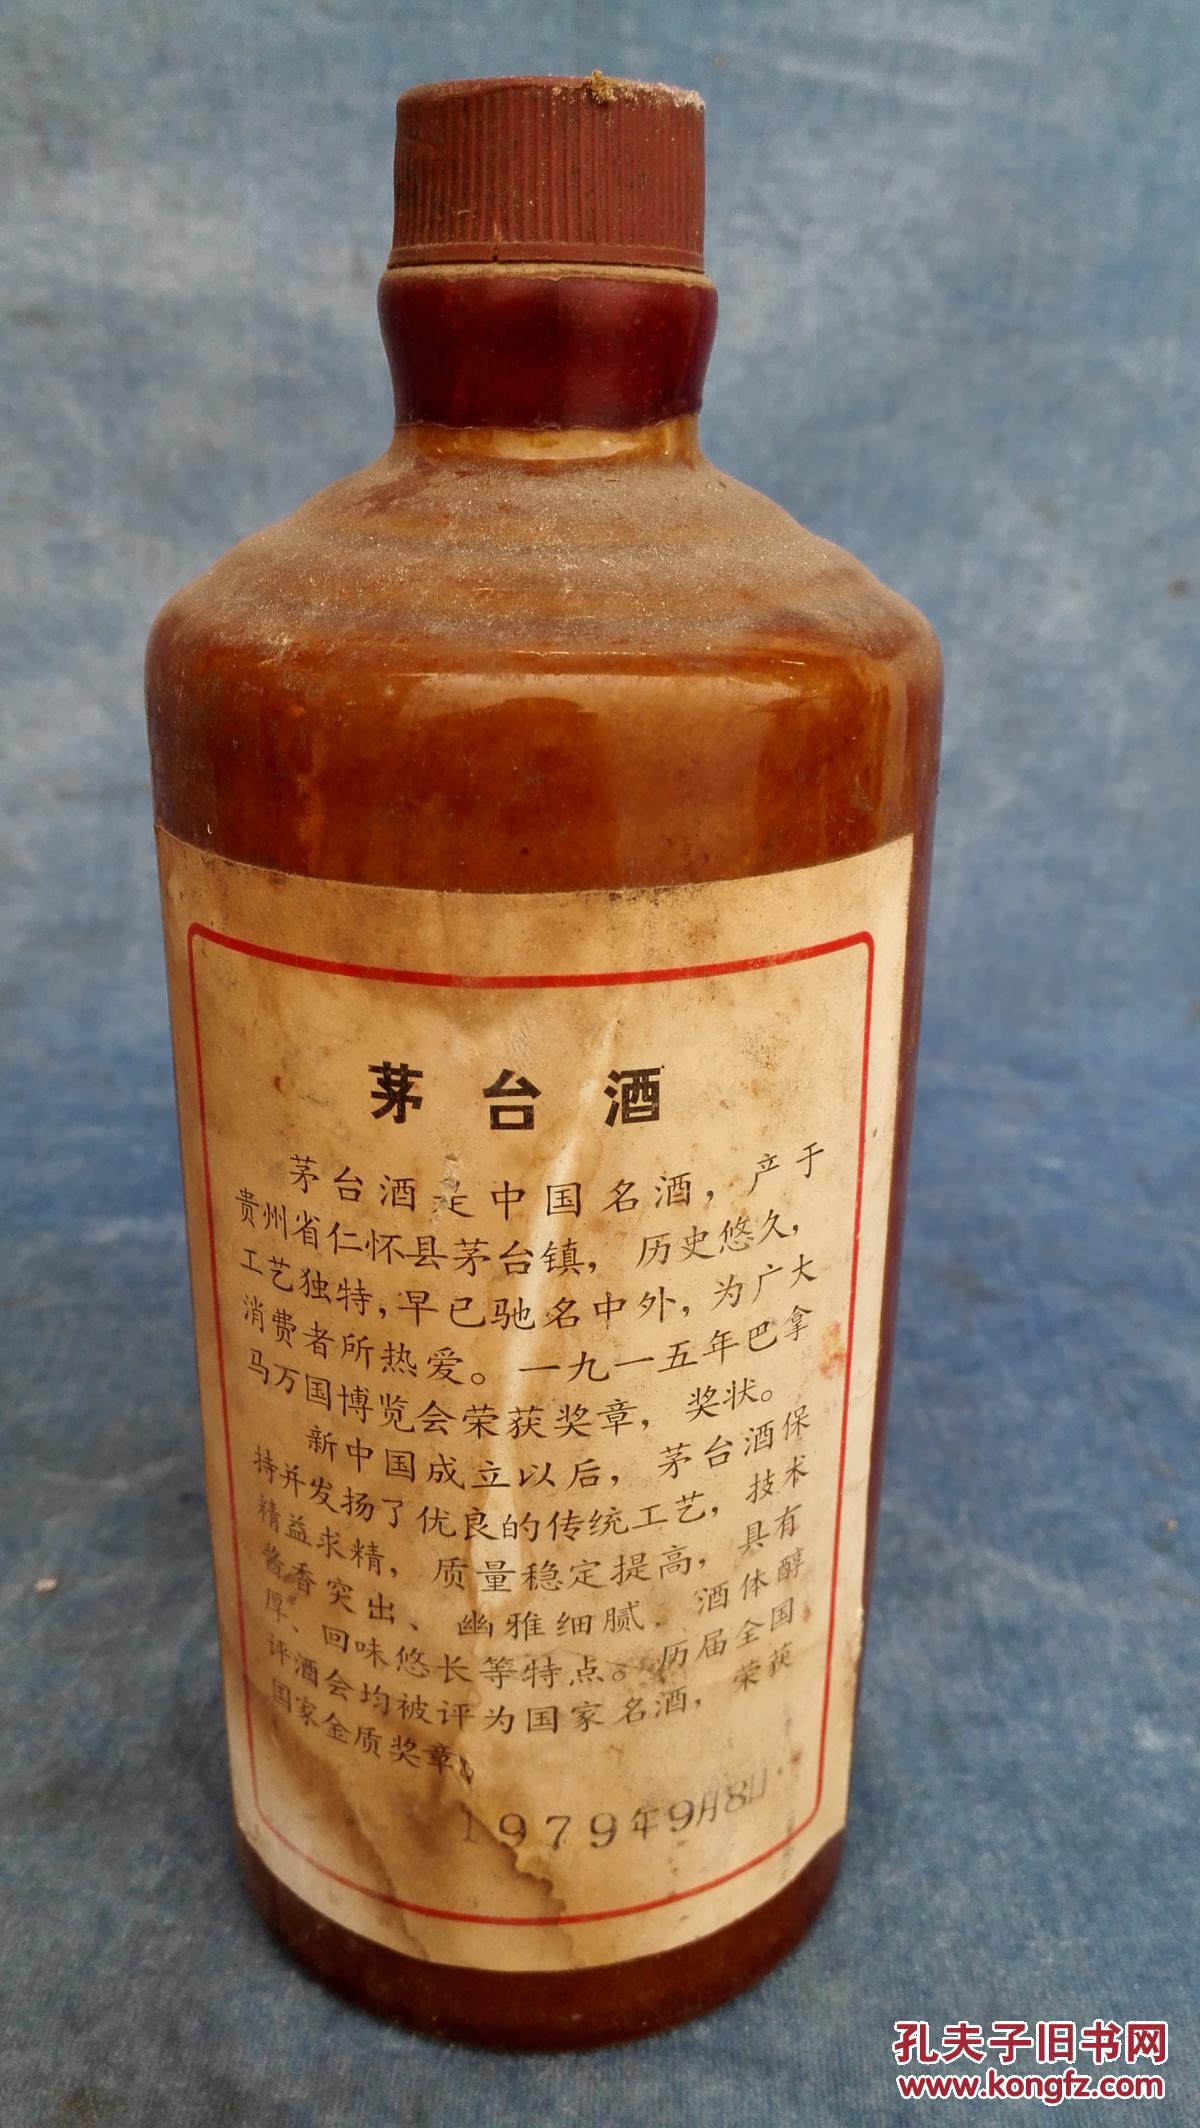 茅台酒
茅台酒是中国名酒，产于
贵州省仁怀县茅台镇，历史悠久，
工艺独特，早已驰名中外，为广大
消费者所热爱。一九一五年巴拿
马万国博览会荣获奖章，奖状。
新中国成立以后，茅台酒保
持并发扬了优良的传统工艺，技术
精益求精，质量稳定提高，具有
酱香突出、幽雅细腻．酒体醇
厚、回味悠长等特点。历届全国
评酒会均被评为国家名酒，荣获
国家金质奖章。
1979年9月8日
孔夫子旧书网
www.kongfz.com